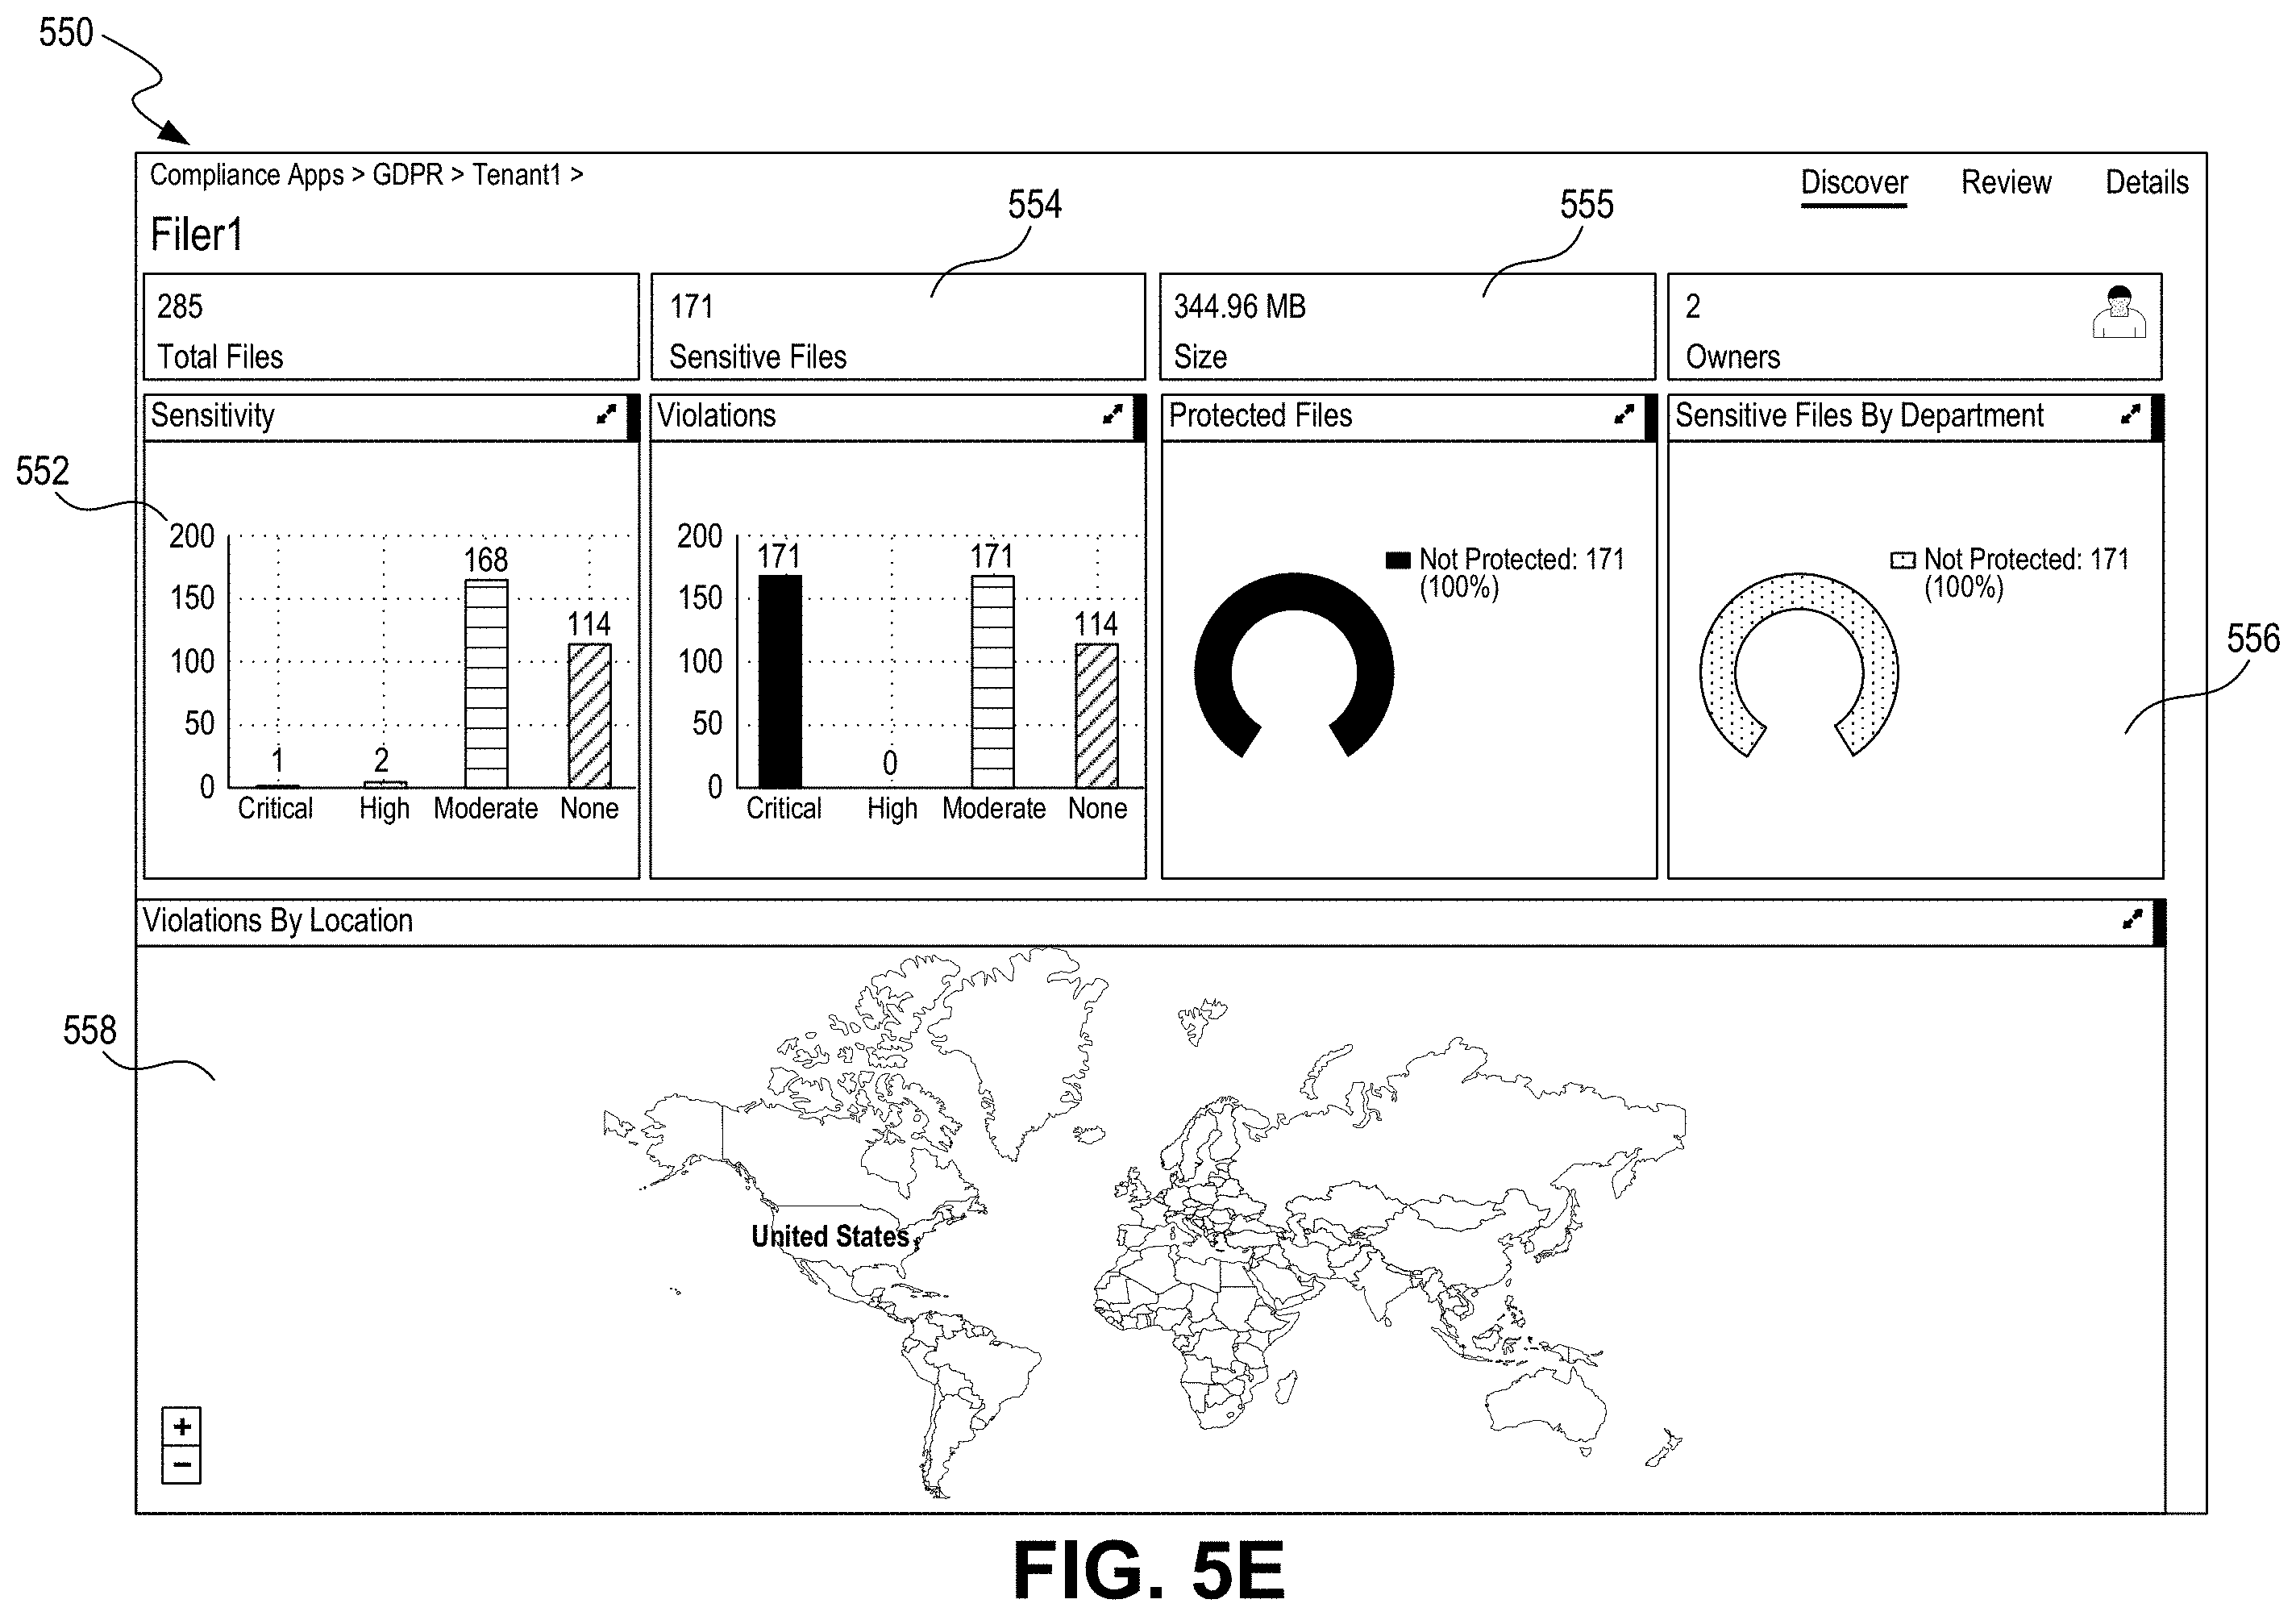 550
Compliance Apps > GDPR > Tenant1 >
Discover Review Details
Filer1
554
555
285
Total Files
171
Sensitive Files
344.96 MB
Size
2
Owners
Sensitivity
Violations
Protected Files
Sensitive Files By Department
552
200
150
100
50
0
1
2
168
114
Critical High Moderate None
200
150
100
50
0
171
0
171
114
Critical High Moderate None
Not Protected: 171
(100%)
Not Protected: 171
(100%)
556
Violations By Location
558
United States
+
−
FIG. 5E